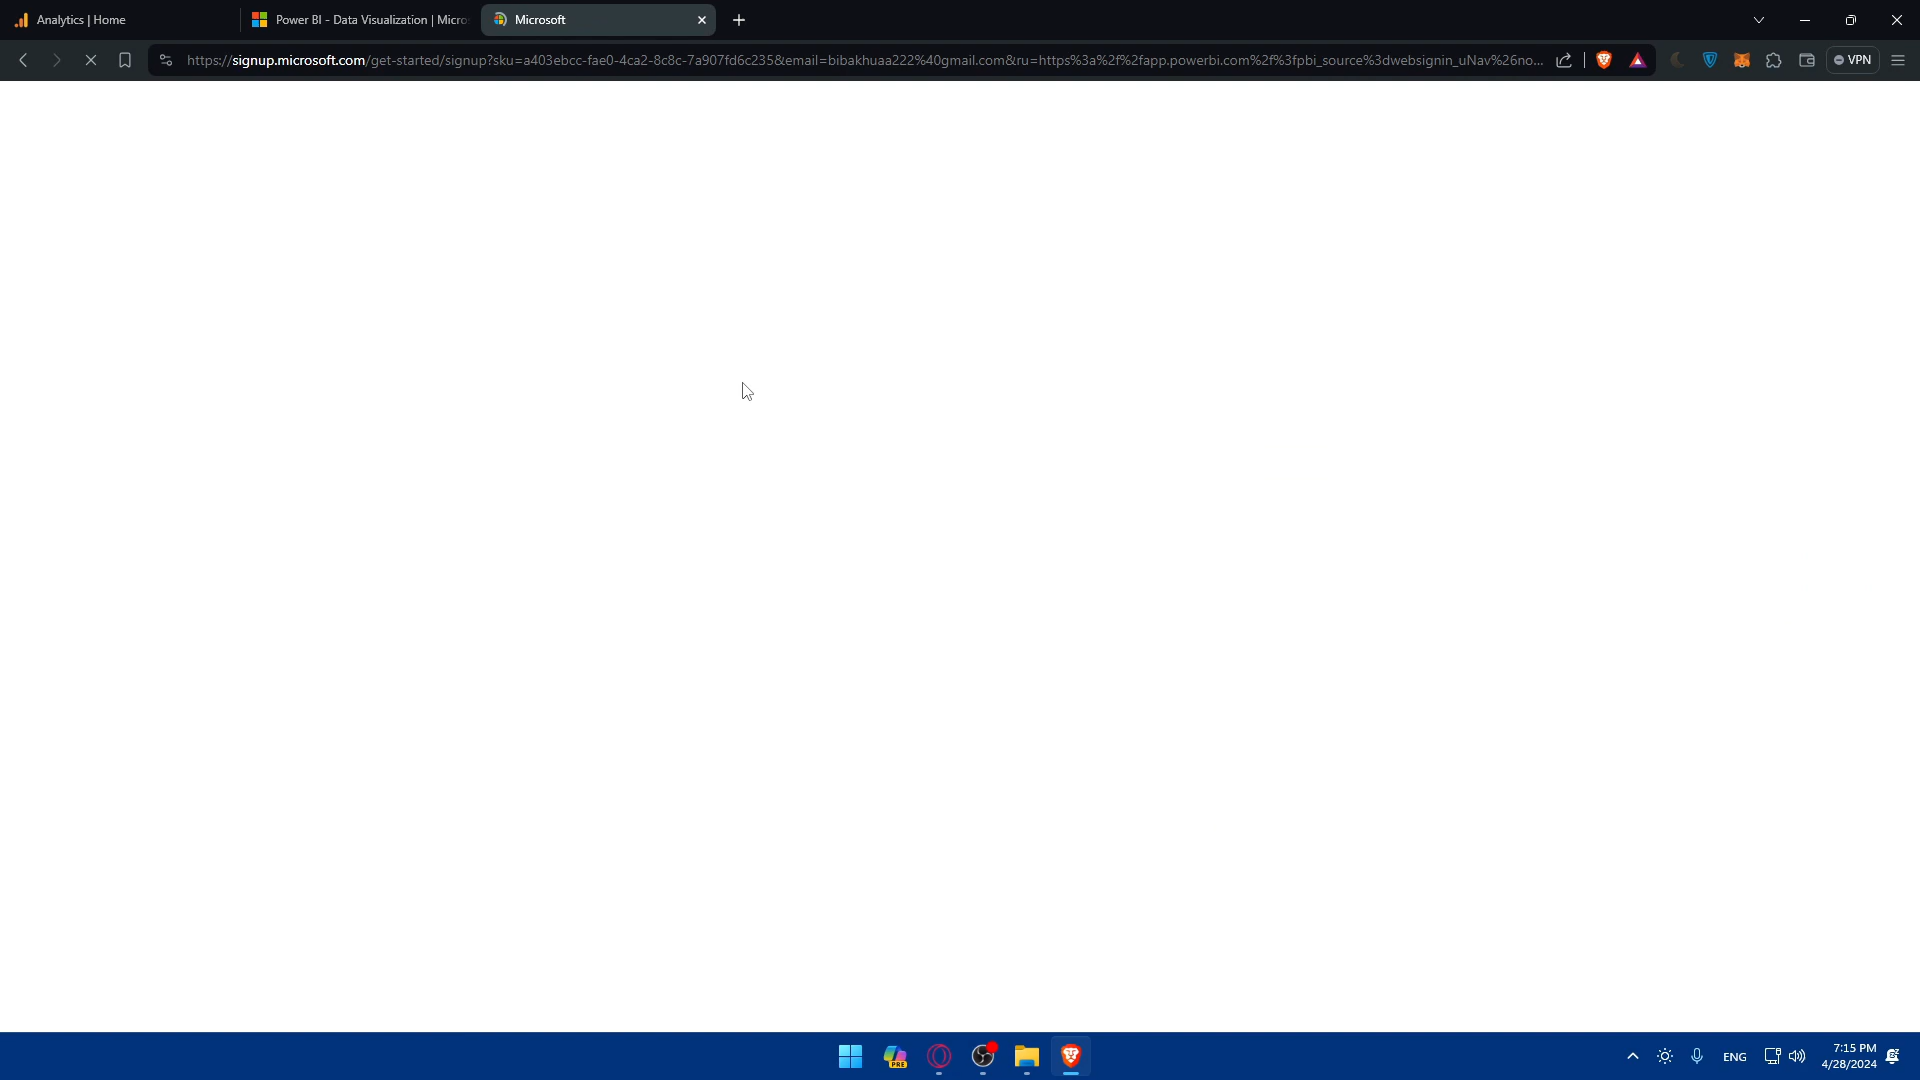 Analytics | Home
Power BI - Data Visualization | Micro
Microsoft
https://signup.microsoft.com/get-started/signup?sku=a403ebcc-fae0-4ca2-8c8c-7a907fd6c235&email=bibakhuaa222%40gmail.com&ru=https%3a%2f%2fapp.powerbi.com%2f%3fpbi_source%3dwebsignin_uNav%26no...
VPN
PRE
ENG
7:15 PM
4/28/2024